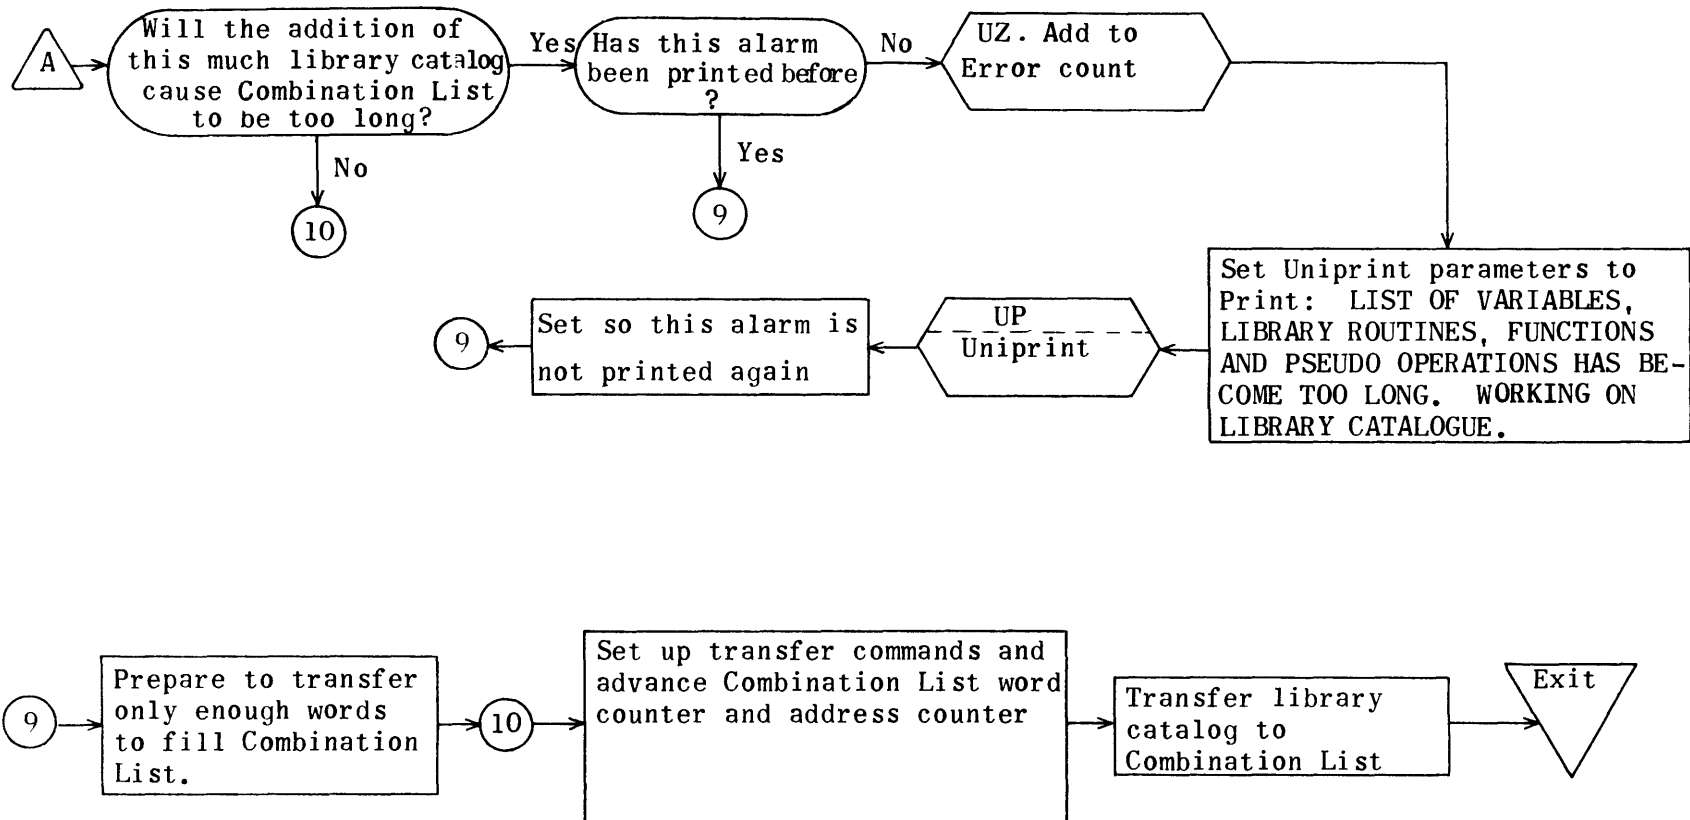 A
Will the addition of
this much library catalog
cause Combination List
to be too long?
Yes
Has this alarm
been printed before
?
No
UZ. Add to
Error count
No
10
Yes
9
Set Uniprint parameters to
Print: LIST OF VARIABLES,
LIBRARY ROUTINES, FUNCTIONS
AND PSEUDO OPERATIONS HAS BE-
COME TOO LONG. WORKING ON
LIBRARY CATALOGUE.
UP
Uniprint
Set so this alarm is
not printed again
9
9
Prepare to transfer
only enough words
to fill Combination
List.
10
Set up transfer commands and
advance Combination List word
counter and address counter
Transfer library
catalog to
Combination List
Exit